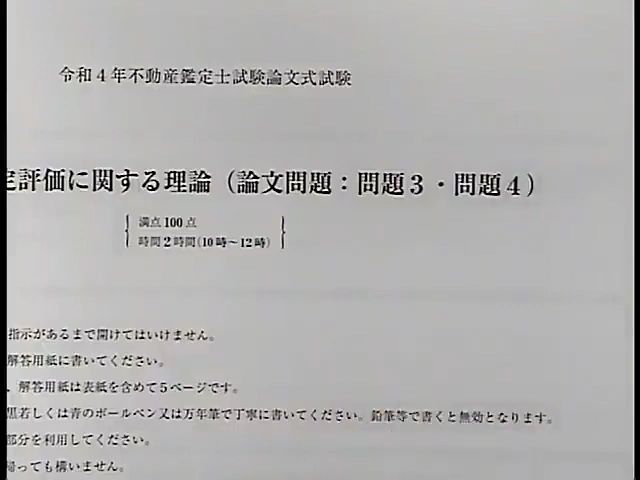 令和4年不動産鑑定士試験論文式試験
定評価に関する理論（論文問題：問題3・問題4）
満点100点
時間2時間(10時～12時)
指示があるまで開けてはいけません。
解答用紙に書いてください。
、解答用紙は表紙を含めて5ページです。
黒若しくは青のボールペン又は万年筆で丁寧に書いてください。鉛筆等で書くと無効となります。
部分を利用してください。
帰っても構いません。